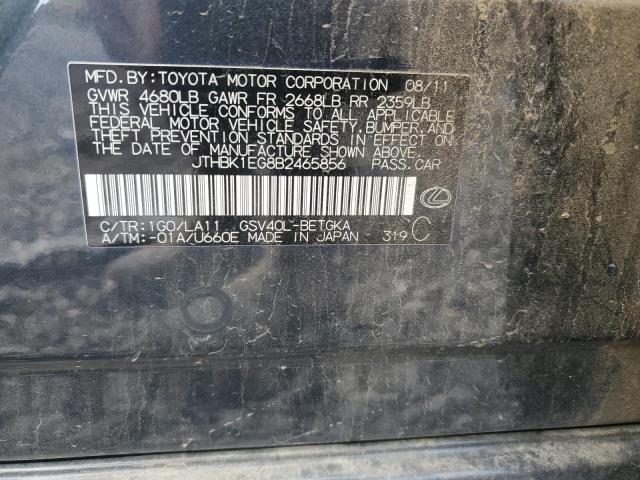 MFD.BY:TOYOTA MOTOR CORPORATION 08/11
GVWR 4680LB GAWR FR 2668LB RR 2359LB
THIS VEHICLE CONFORMS TO ALL APPLICABLE
FEDERAL MOTOR VEHICLE SAFETY, BUMPER, AND
THEFT PREVENTION STANDARDS IN EFFECT ON
THE DATE OF MANUFACTURE SHOWN ABOVE.
JTHBK1EG8B2465856 PASS.CAR
C/TR:1G0/LA11 GSV40L-BETGKA
A/TM:-01A/U660E MADE IN JAPAN 319 C